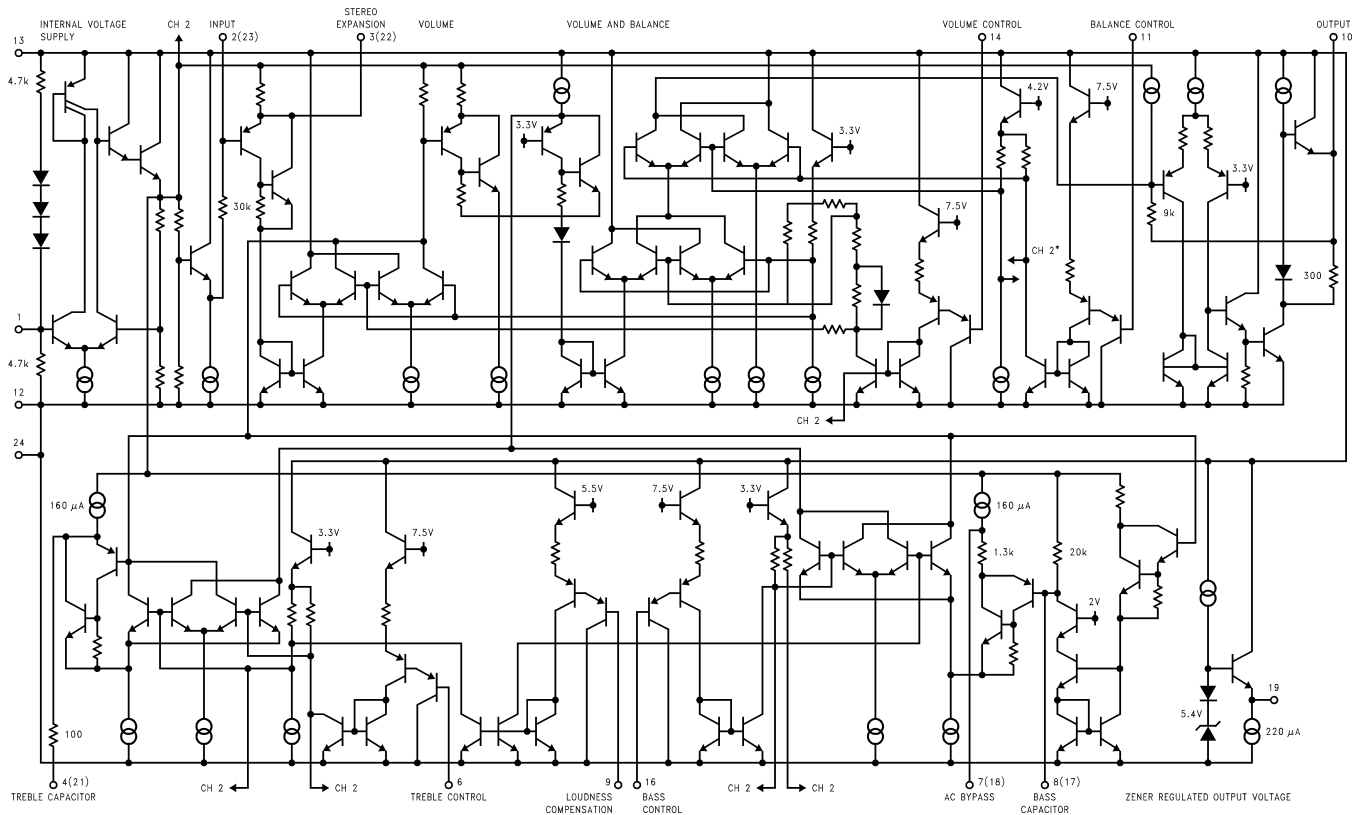 INTERNAL VOLTAGE
SUPPLY
CH 2
INPUT
2(23)
STEREO
EXPANSION
3(22)
VOLUME
VOLUME AND BALANCE
VOLUME CONTROL
14
BALANCE CONTROL
11
OUTPUT
10
13
4.7k
3.3V
3.3V
4.2V
7.5V
3.3V
30k
9k
7.5V
CH 2*
300
1
4.7k
12
CH 2
24
160 μA
3.3V
7.5V
5.5V
7.5V
3.3V
160 μA
1.3k
20k
2V
100
5.4V
19
220 μA
4(21)
TREBLE CAPACITOR
CH 2
CH 2
6
TREBLE CONTROL
9
LOUDNESS
COMPENSATION
16
BASS
CONTROL
CH 2
CH 2
7(18)
AC BYPASS
8(17)
BASS
CAPACITOR
ZENER REGULATED OUTPUT VOLTAGE